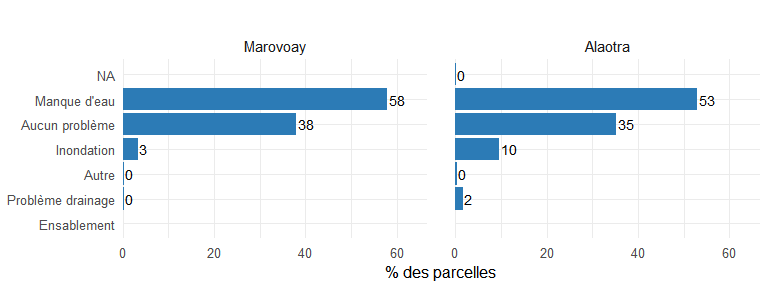 Marovoay Alaotra
NA 0
Manque d'eau 58 53
Aucun problème 38 35
Inondation 3 10
Autre 0 0
Problème drainage 0 2
Ensablement
0 20 40 60 0 20 40 60
% des parcelles